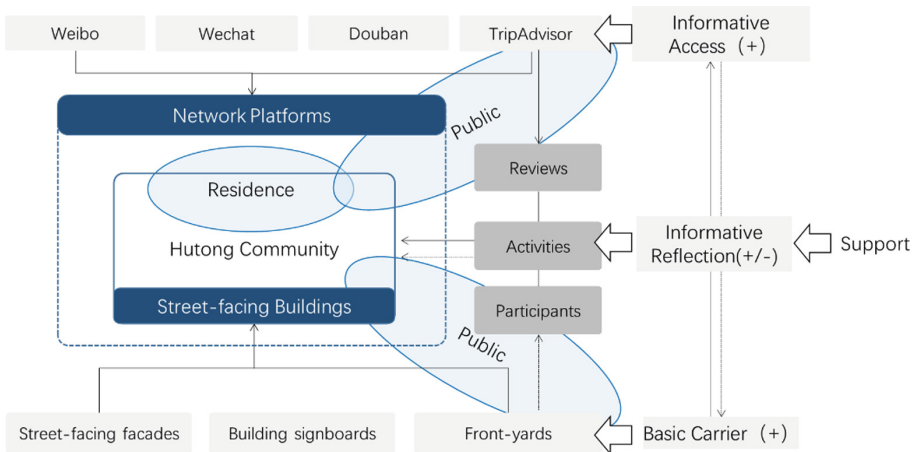 Weibo
Wechat
Douban
TripAdvisor
Informative
Access (+)
Network Platforms
Public
Residence
Reviews
Hutong Community
Activities
Informative
Reflection(+/-)
Support
Street-facing Buildings
Participants
Public
Street-facing facades
Building signboards
Front-yards
Basic Carrier (+)